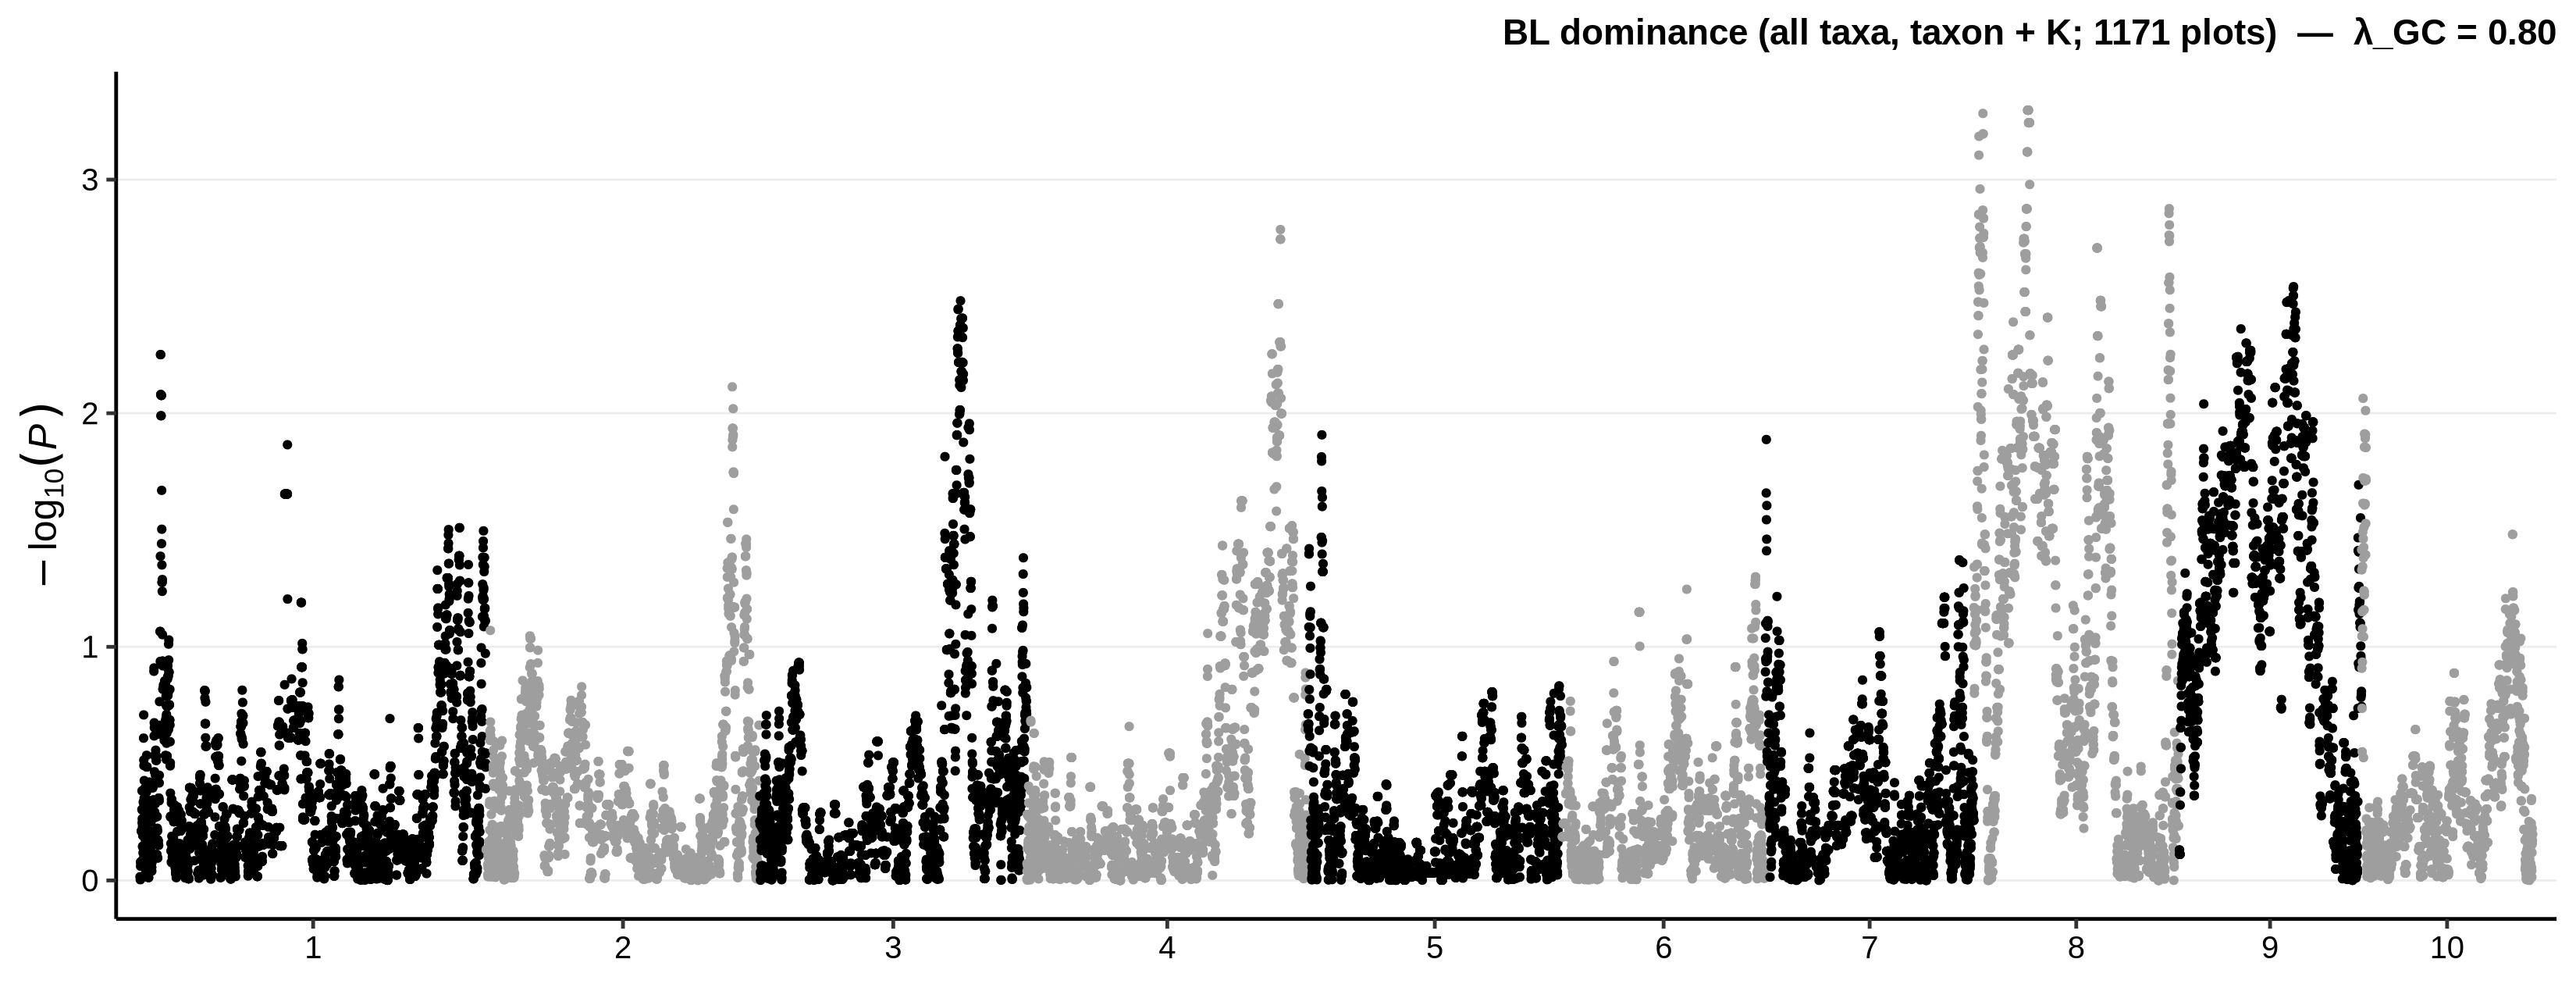 BL dominance (all taxa, taxon + K; 1171 plots) — λ_GC = 0.80
− log10(P)
3
2
1
0
1 2 3 4 5 6 7 8 9 10